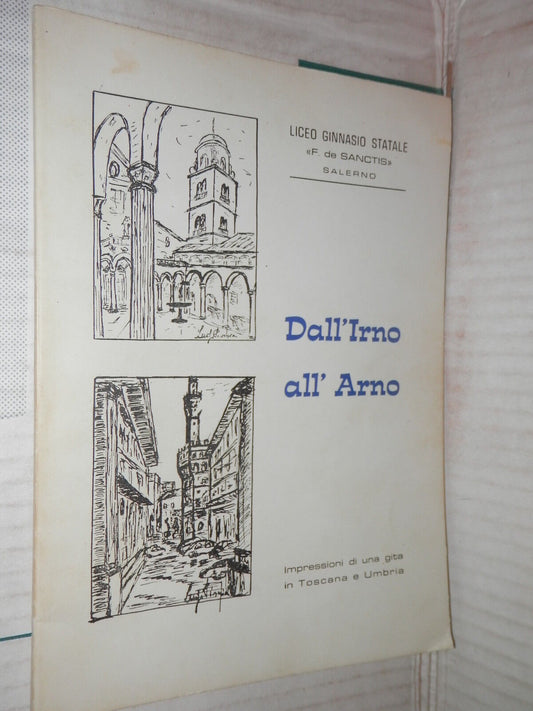 LICEO GINNASIO STATALE
«F. de SANCTIS»
SALERNO
Dall'Irno
all' Arno
Impressioni di una gita
in Toscana e Umbria